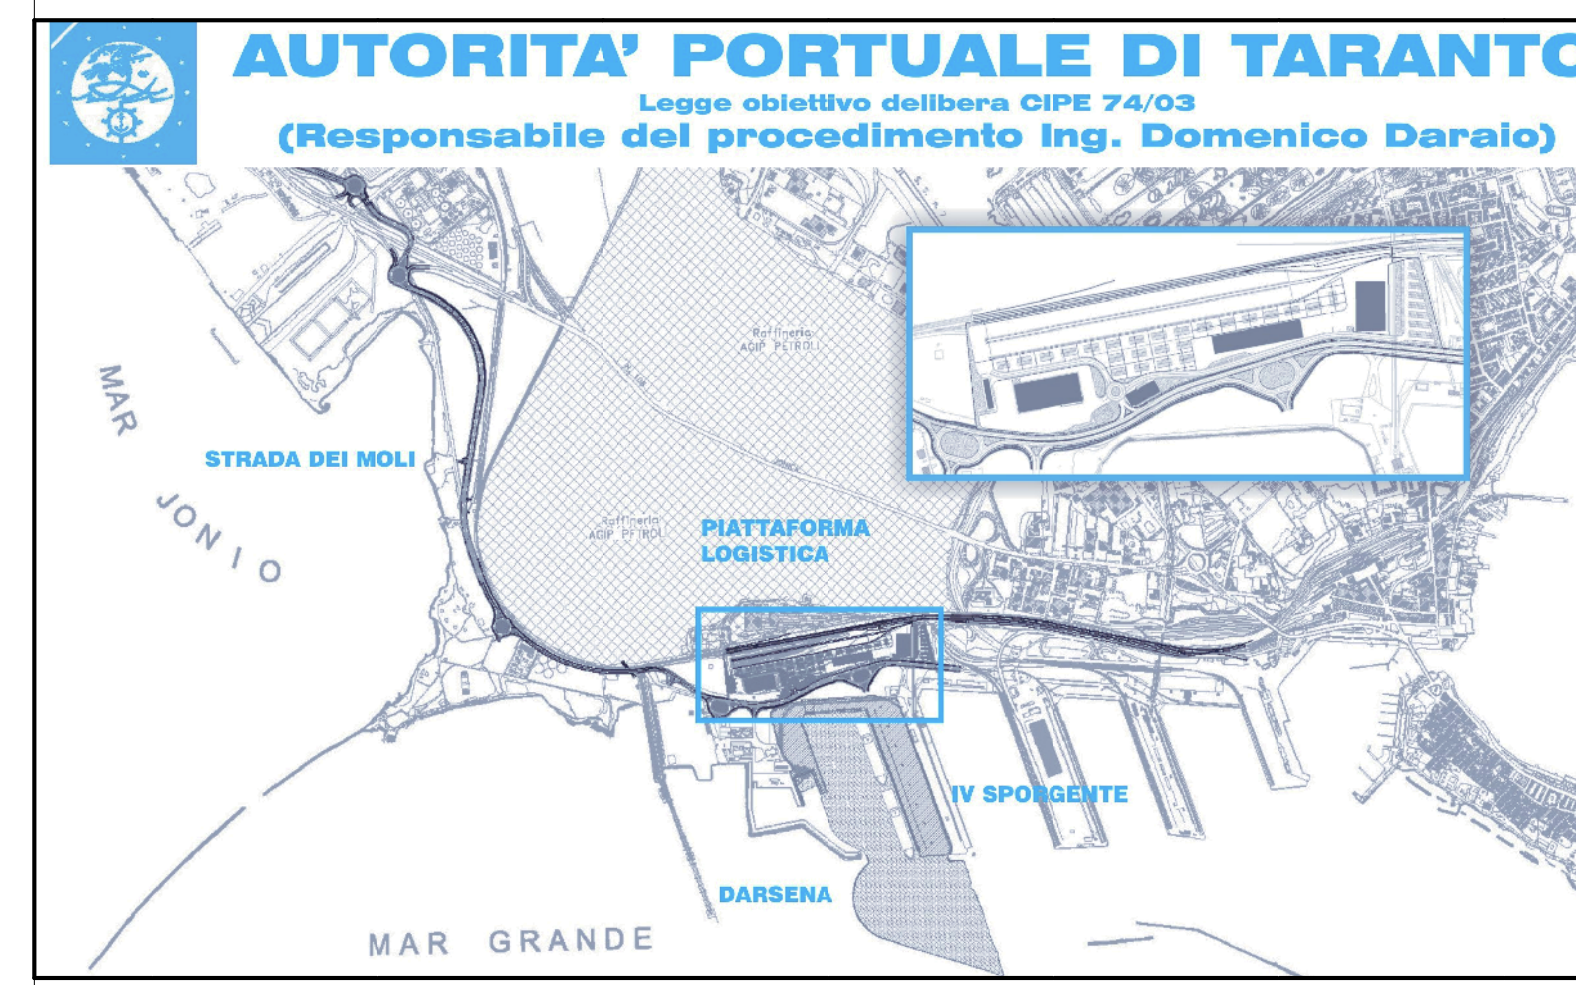 AUTORITA’ PORTUALE DI TARANTO
Legge obiettivo delibera CIPE 74/03
(Responsabile del procedimento Ing. Domenico Daraio)
Raffineria
AGIP PETROLI
MAR
JONIO
STRADA DEI MOLI
Raffineria
AGIP PETROLI
PIATTAFORMA
LOGISTICA
IV SPORGENTE
DARSENA
MAR GRANDE